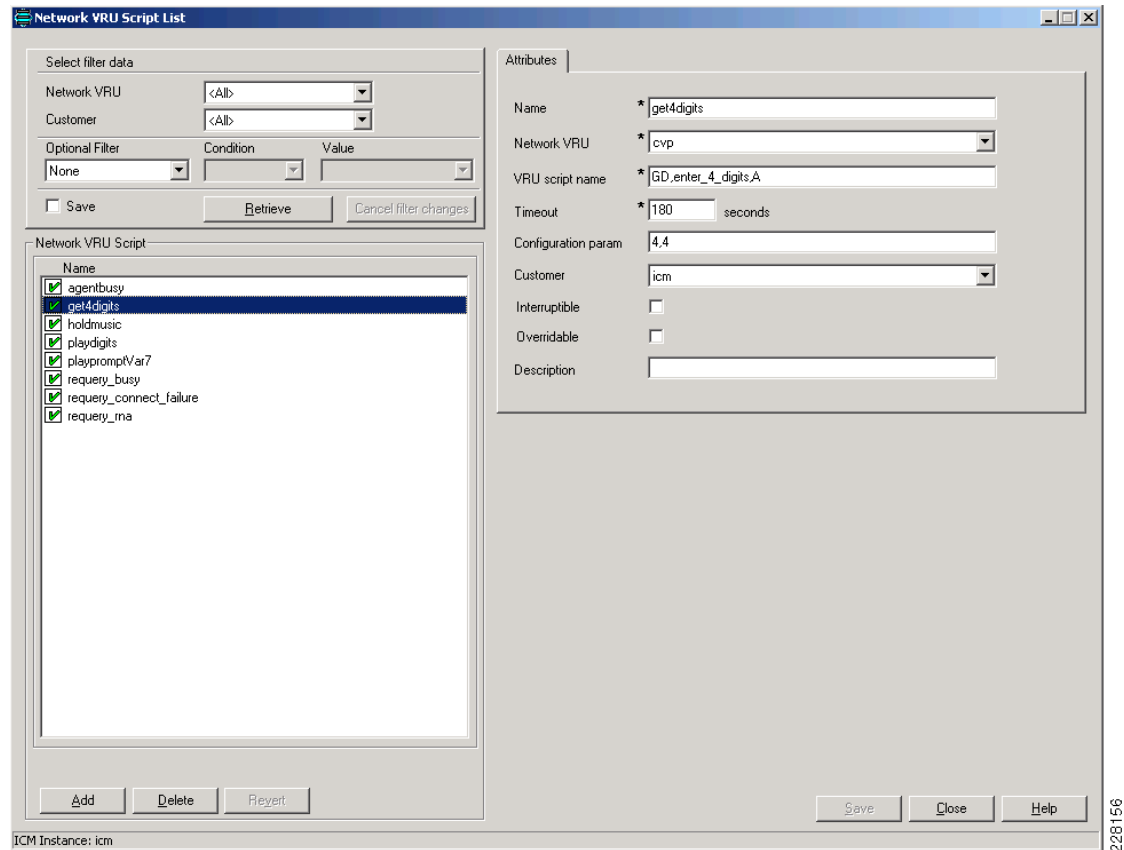 Network VRU Script List
Select filter data
Network VRU <All>
Customer <All>
Optional Filter Condition Value
None
Save Retrieve Cancel filter changes
Network VRU Script
Name
agentbusy
get4digits
holdmusic
playdigits
playpromptVar7
requery_busy
requery_connect_failure
requery_rna
Add Delete Revert
Attributes
Name * get4digits
Network VRU * cvp
VRU script name * GD,enter_4_digits,A
Timeout * 180 seconds
Configuration param 4,4
Customer icm
Interruptible
Overridable
Description
Save Close Help
ICM Instance: icm
228156